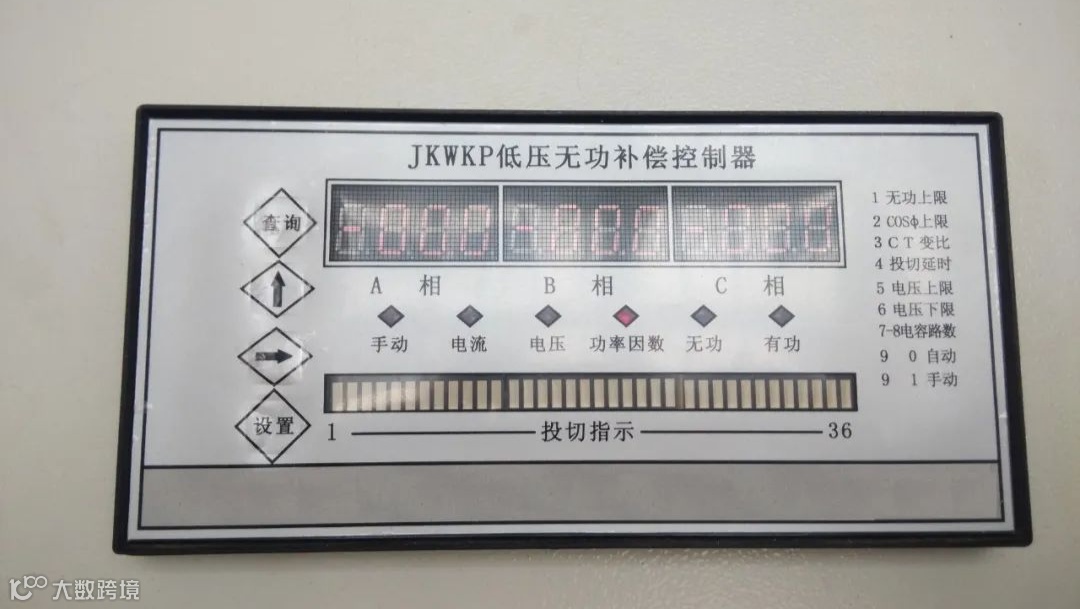 JKWKP低压无功补偿控制器
查询
A 相
B 相
C 相
手动
电流
电压
功率因数
无功
有功
设置
1
投切指示
36
1 无功上限
2 COSφ上限
3 C T 变比
4 投切延时
5 电压上限
6 电压下限
7-8电容路数
9 0 自动
9 1 手动
大数跨境